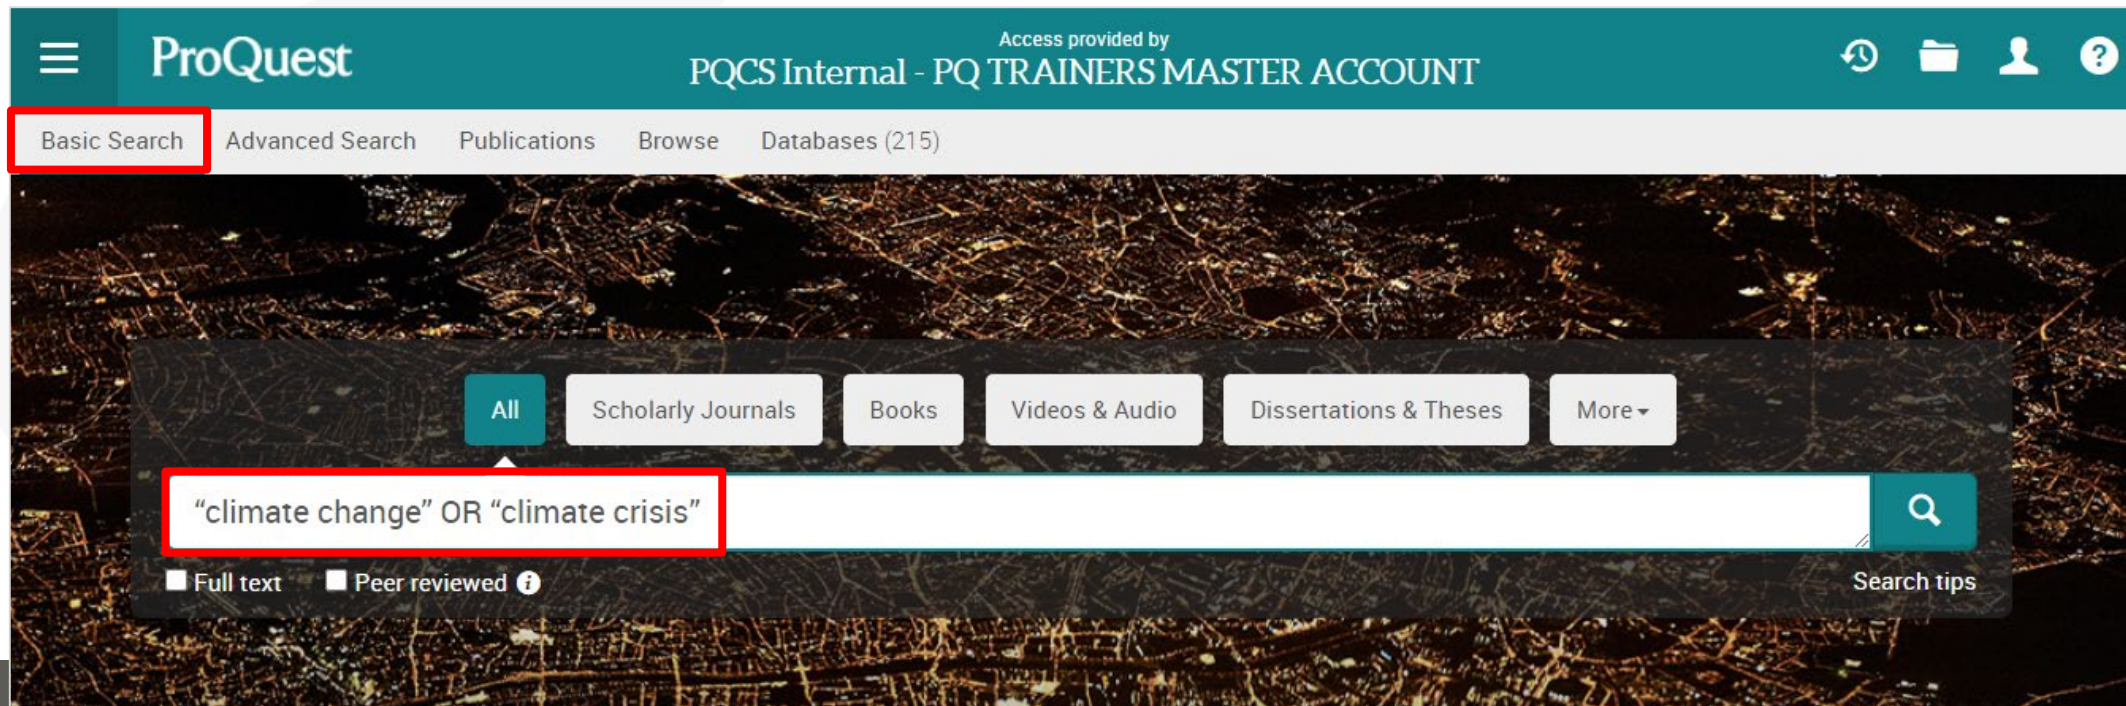 ProQuest
Access provided by
PQCS Internal - PQ TRAINERS MASTER ACCOUNT
?
Basic Search Advanced Search Publications Browse Databases (215)
All Scholarly Journals Books Videos & Audio Dissertations & Theses More
“climate change” OR “climate crisis”
Full text Peer reviewed i Search tips